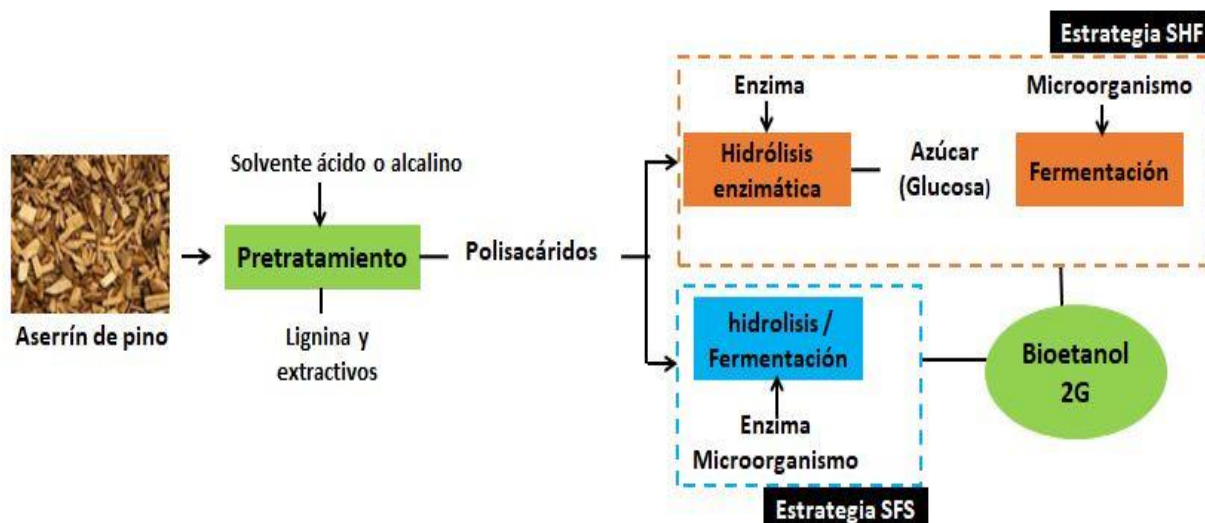 Estrategia SHF
Enzima
Microorganismo
Hidrólisis
enzimática
Azúcar
(Glucosa)
Fermentación
Solvente ácido o alcalino
Pretratamiento
Polisacáridos
Aserrín de pino
Lignina y
extractivos
hidrolisis /
Fermentación
Enzima
Microorganismo
Estrategia SFS
Bioetanol
2G